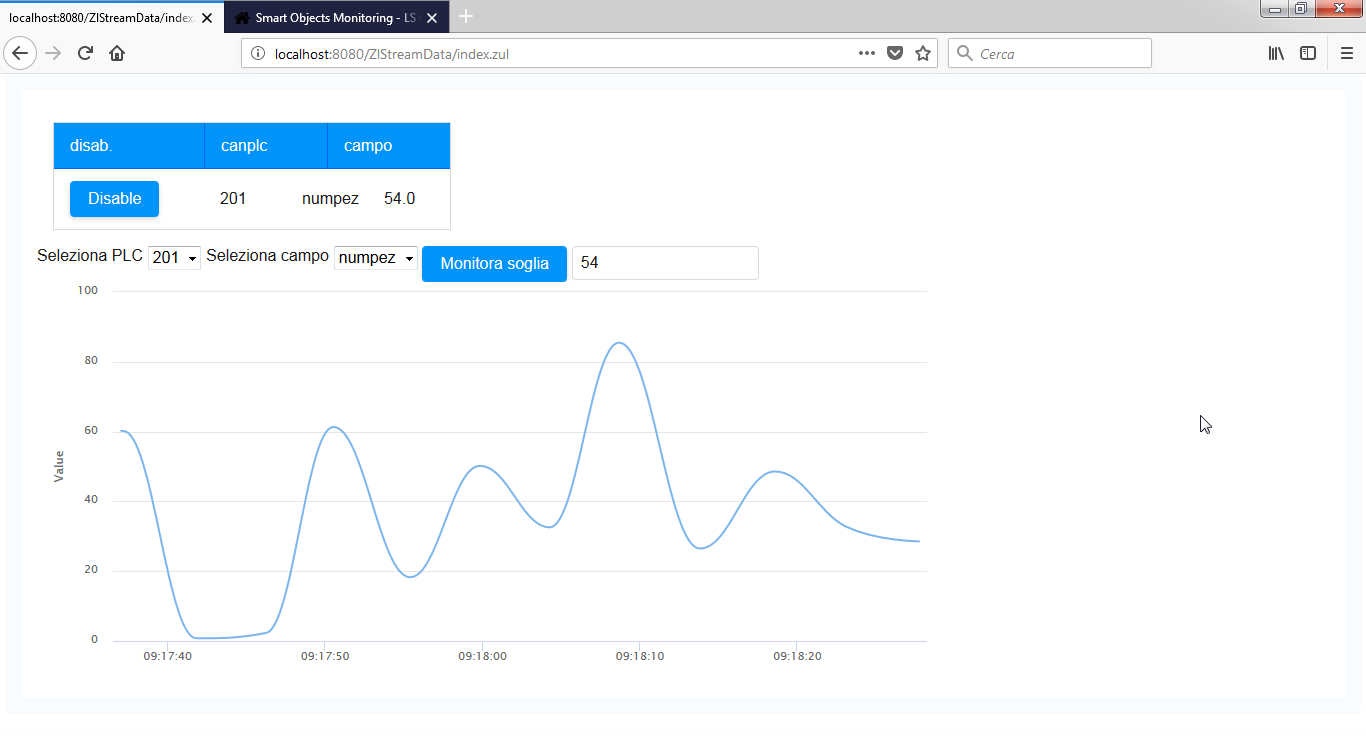 localhost:8080/ZIStreamData/index
Smart Objects Monitoring - LS
localhost:8080/ZIStreamData/index.zul
Cerca
disab. canplc campo
Disable 201 numpez 54.0
Seleziona PLC 201 Seleziona campo numpez Monitora soglia 54
100
80
60
40
20
0
Value
09:17:40 09:17:50 09:18:00 09:18:10 09:18:20